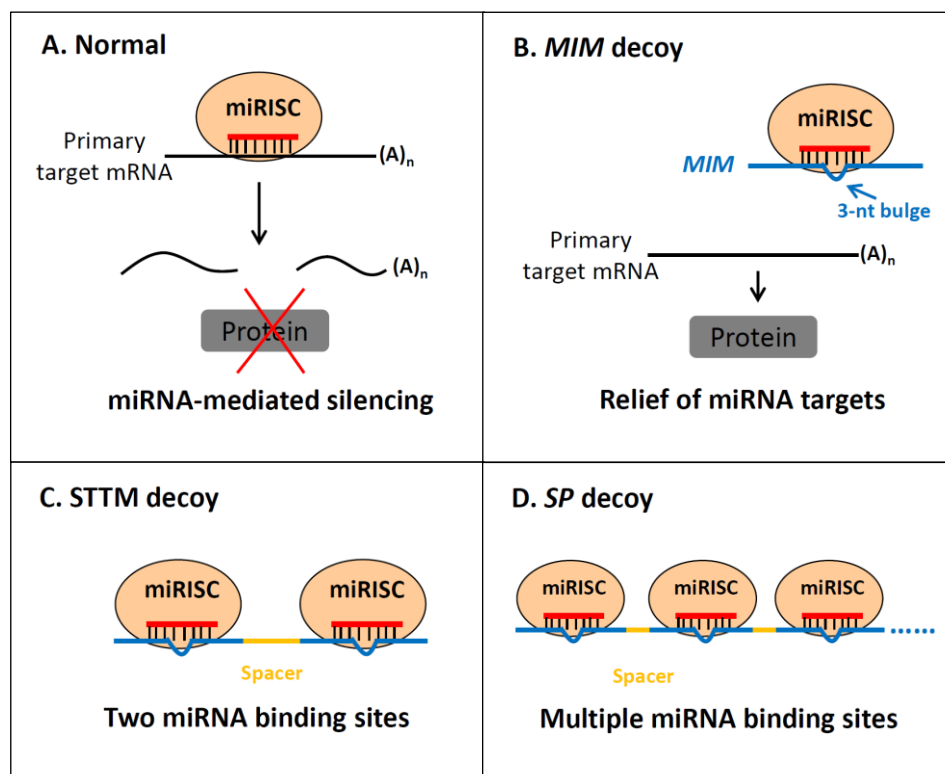 A. Normal
miRISC
Primary
target mRNA
(A)n
(A)n
Protein
miRNA-mediated silencing
B. MIM decoy
miRISC
MIM
3-nt bulge
Primary
target mRNA
(A)n
Protein
Relief of miRNA targets
C. STTM decoy
miRISC miRISC
Spacer
Two miRNA binding sites
D. SP decoy
miRISC miRISC miRISC
Spacer
Multiple miRNA binding sites